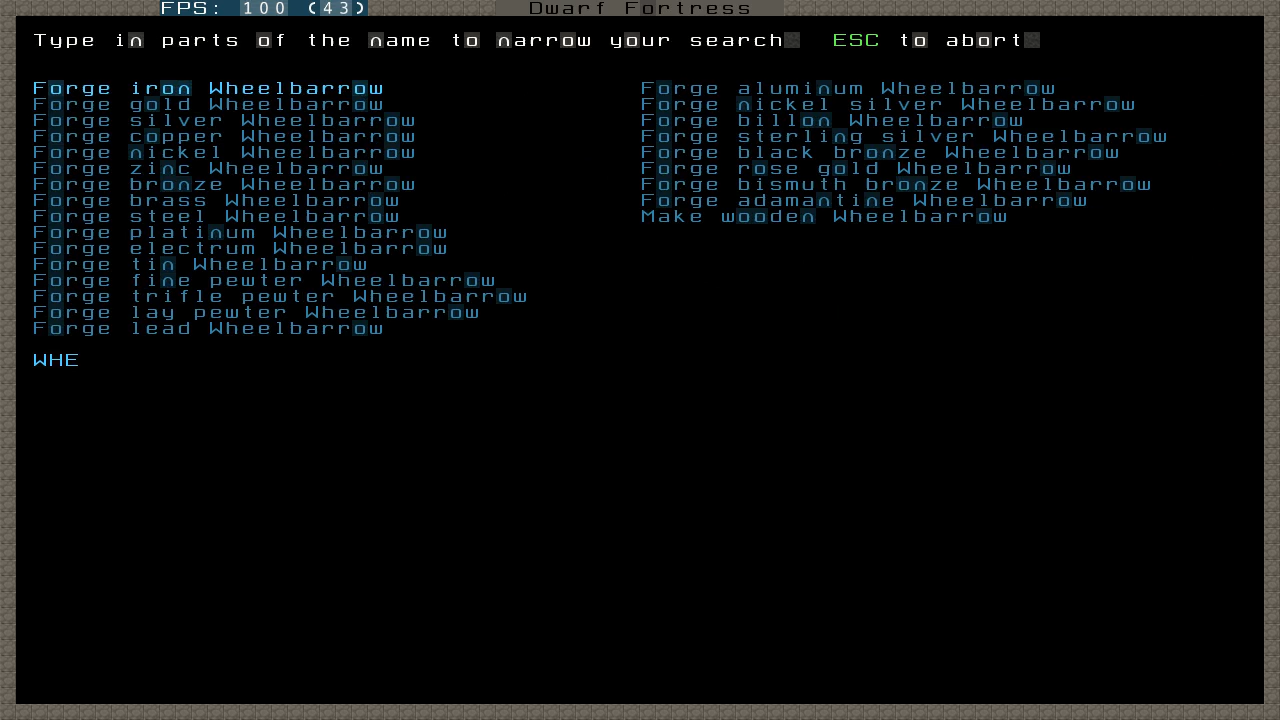 FPS: 100 (43) Dwarf Fortress
Type in parts of the name to narrow your search. ESC to abort.
Forge iron Wheelbarrow
Forge gold Wheelbarrow
Forge silver Wheelbarrow
Forge copper Wheelbarrow
Forge nickel Wheelbarrow
Forge zinc Wheelbarrow
Forge bronze Wheelbarrow
Forge brass Wheelbarrow
Forge steel Wheelbarrow
Forge platinum Wheelbarrow
Forge electrum Wheelbarrow
Forge tin Wheelbarrow
Forge fine pewter Wheelbarrow
Forge trifle pewter Wheelbarrow
Forge lay pewter Wheelbarrow
Forge lead Wheelbarrow
Forge aluminum Wheelbarrow
Forge nickel silver Wheelbarrow
Forge billon Wheelbarrow
Forge sterling silver Wheelbarrow
Forge black bronze Wheelbarrow
Forge rose gold Wheelbarrow
Forge bismuth bronze Wheelbarrow
Forge adamantine Wheelbarrow
Make wooden Wheelbarrow
WHE